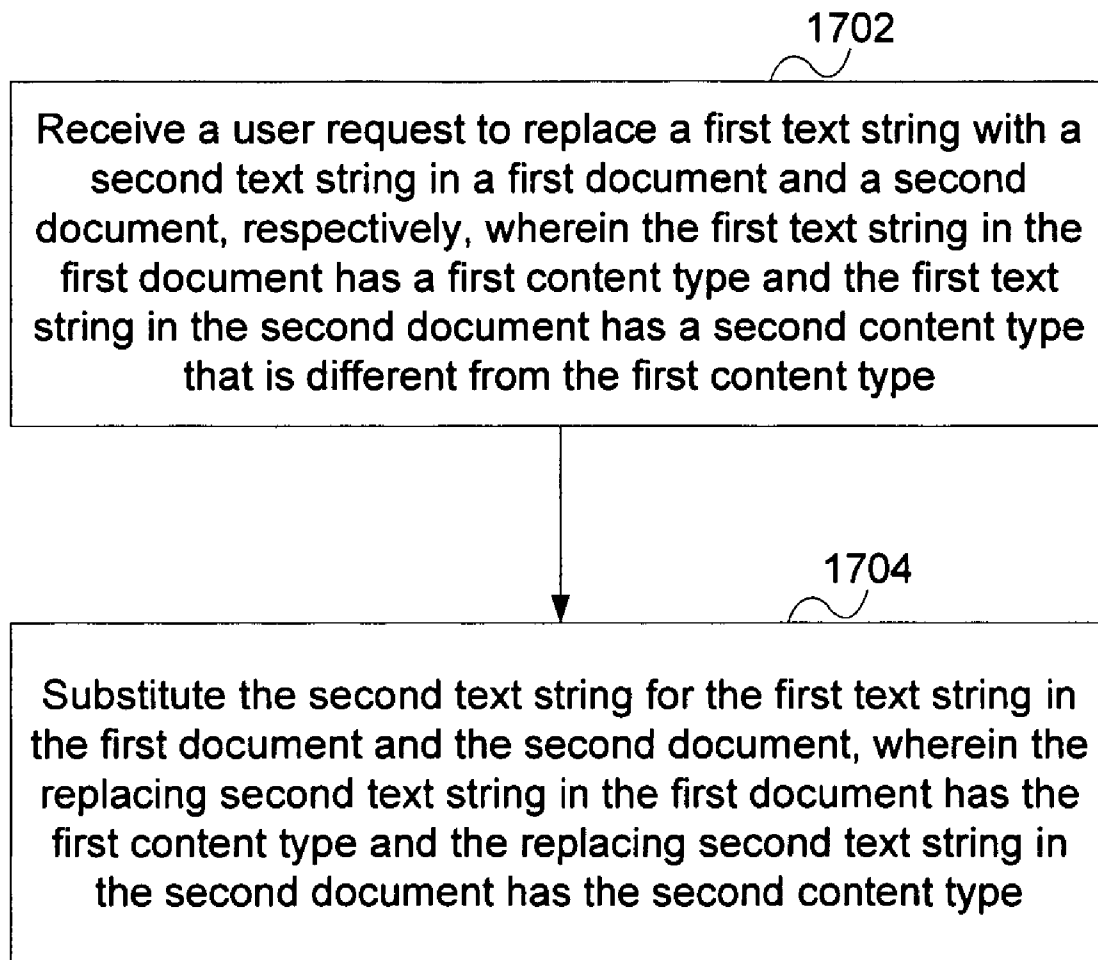 1702
Receive a user request to replace a first text string with a
second text string in a first document and a second
document, respectively, wherein the first text string in the
first document has a first content type and the first text
string in the second document has a second content type
that is different from the first content type
1704
Substitute the second text string for the first text string in
the first document and the second document, wherein the
replacing second text string in the first document has the
first content type and the replacing second text string in
the second document has the second content type